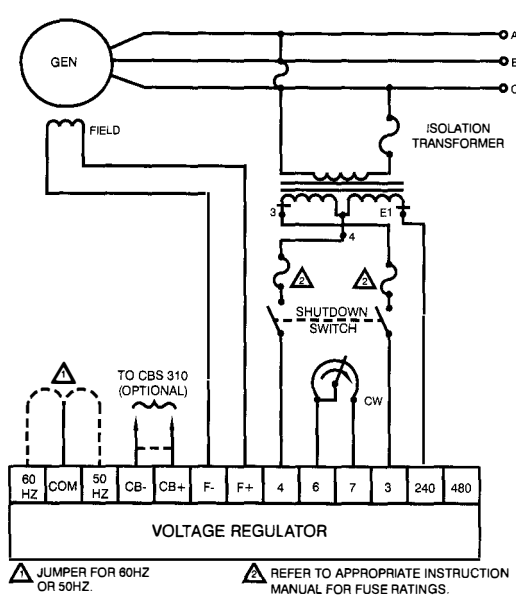 A
GEN
B
C
FIELD
ISOLATION
TRANSFORMER
3
E1
4
2
2
SHUTDOWN
SWITCH
1
TO CBS 310
(OPTIONAL)
CW
60
HZ
COM
50
HZ
CB-
CB+
F-
F+
4
6
7
3
240
480
VOLTAGE REGULATOR
1 JUMPER FOR 60HZ
OR 50HZ.
2 REFER TO APPROPRIATE INSTRUCTION
MANUAL FOR FUSE RATINGS.